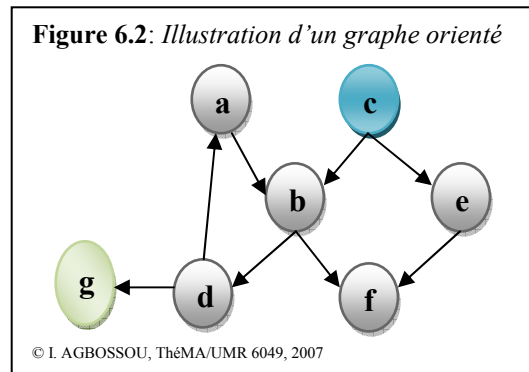 Figure 6.2: Illustration d'un graphe orienté
a
c
b
e
g
d
f
© I. AGBOSSOU, ThéMA/UMR 6049, 2007